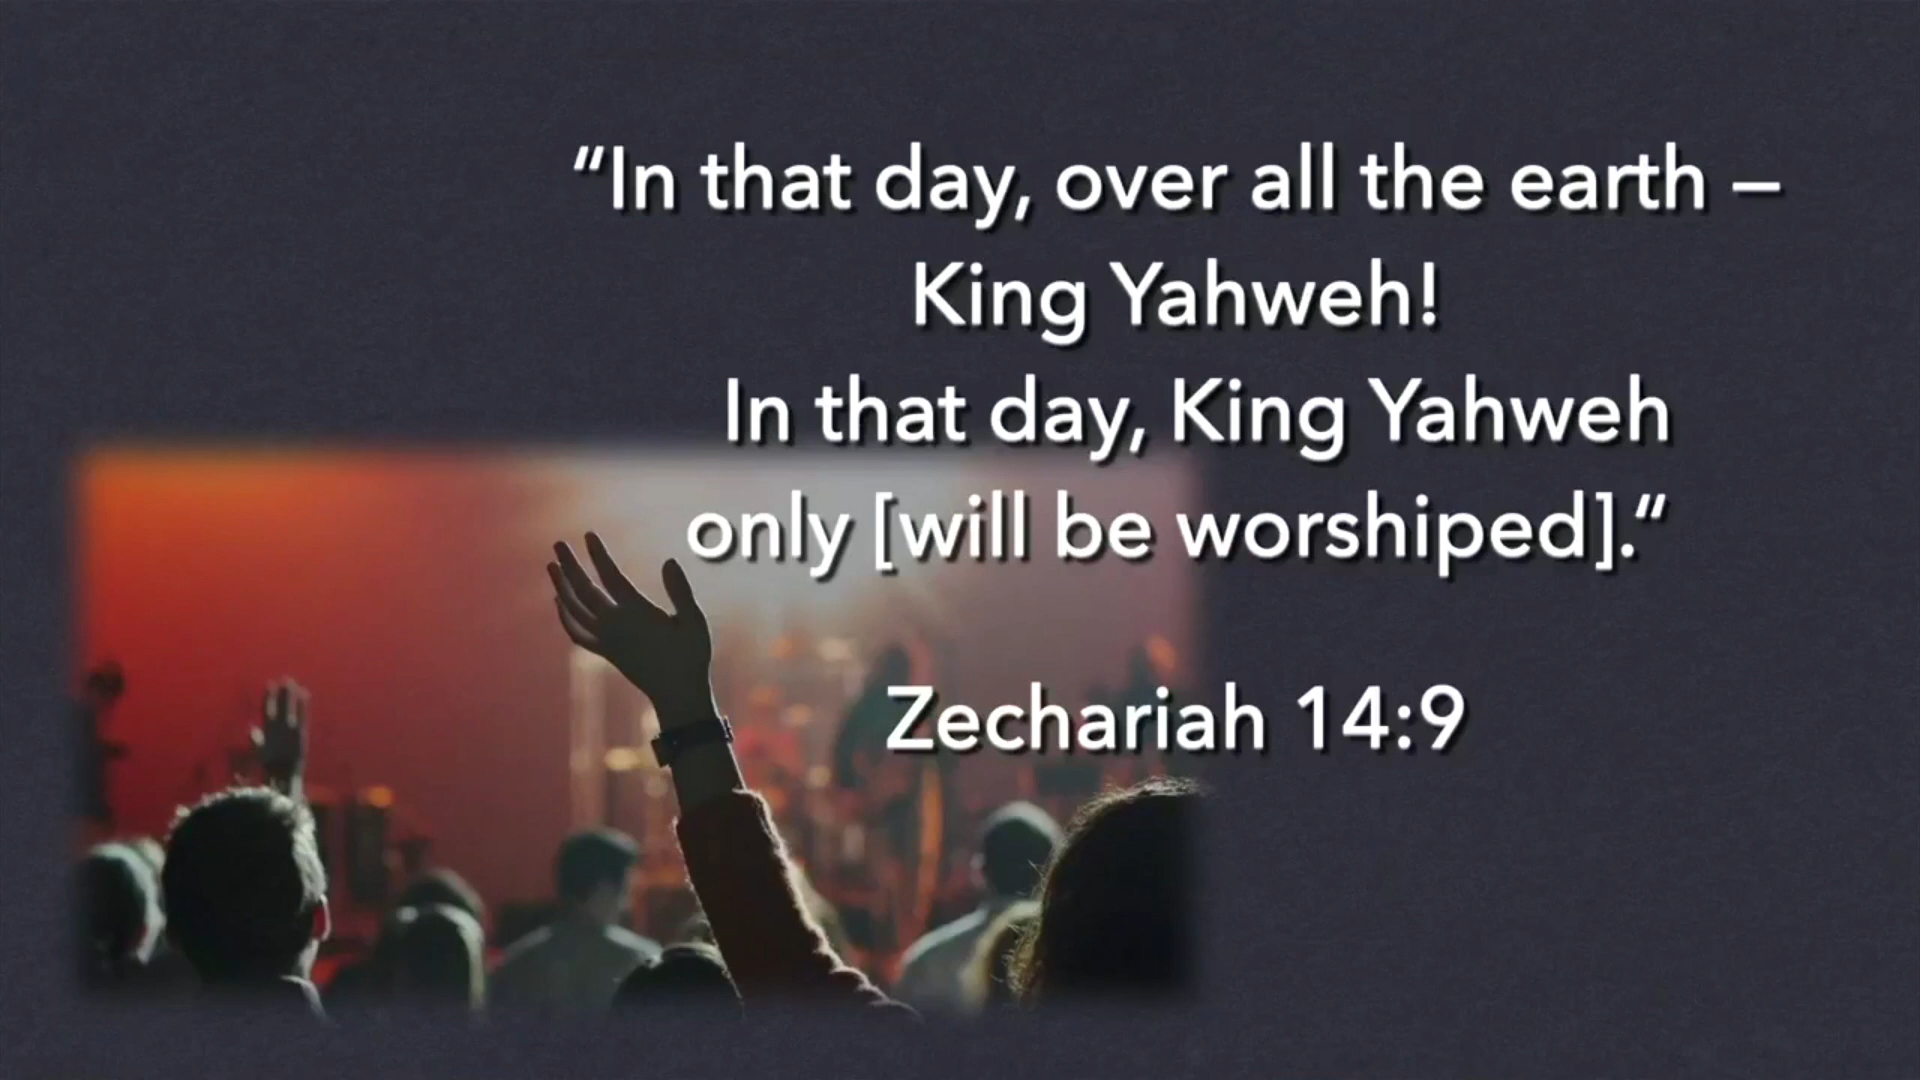 “In that day, over all the earth –
King Yahweh!
In that day, King Yahweh
only [will be worshiped].“
Zechariah 14:9